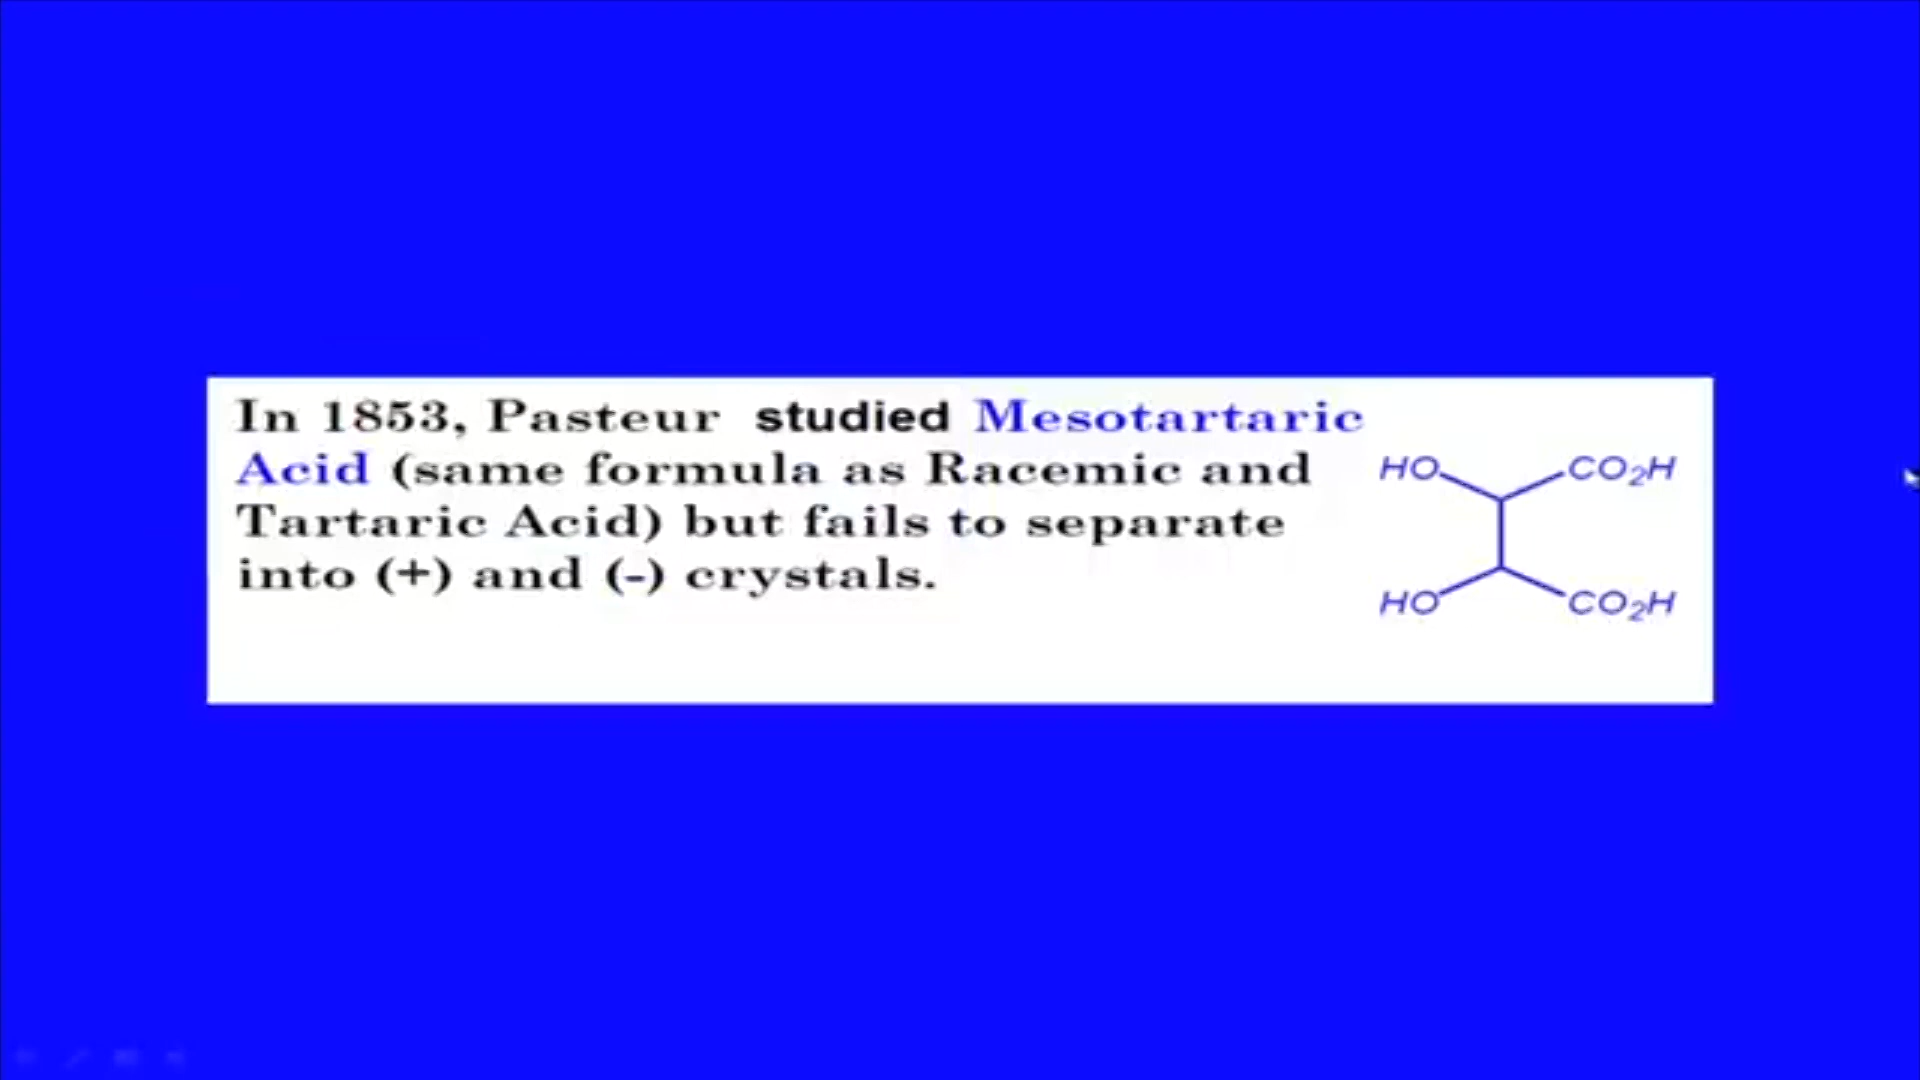 In 1853, Pasteur studied Mesotartaric
Acid (same formula as Racemic and
Tartaric Acid) but fails to separate
into (+) and (-) crystals.
HO CO₂H
HO CO₂H